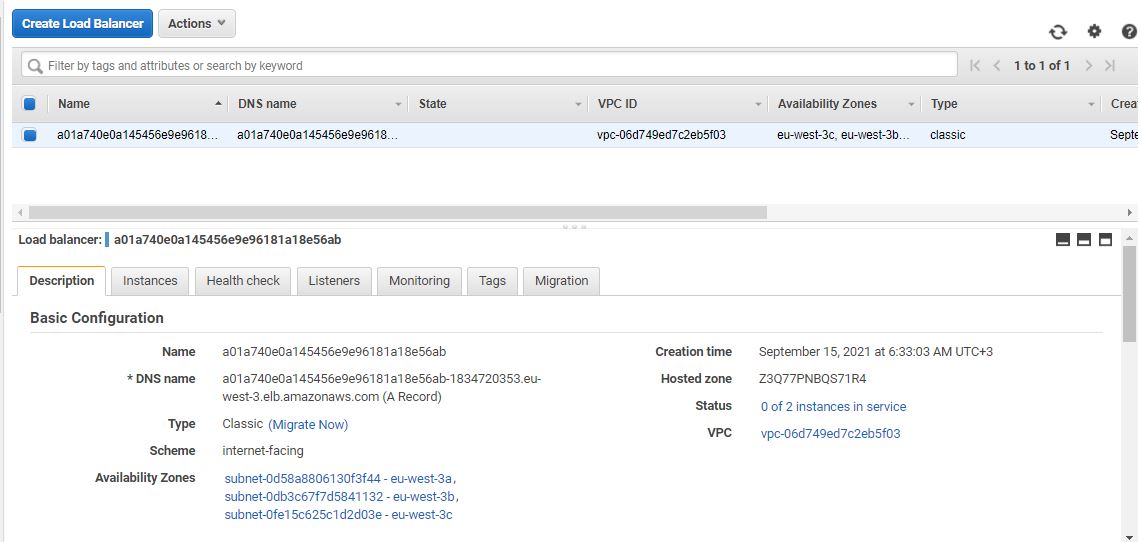 Create Load Balancer Actions
Filter by tags and attributes or search by keyword 1 to 1 of 1
Name DNS name State VPC ID Availability Zones Type Crea
a01a740e0a145456e9e9618... a01a740e0a145456e9e9618... vpc-06d749ed7c2eb5f03 eu-west-3c, eu-west-3b... classic Septe
Load balancer: a01a740e0a145456e9e96181a18e56ab
Description Instances Health check Listeners Monitoring Tags Migration
Basic Configuration
Name a01a740e0a145456e9e96181a18e56ab Creation time September 15, 2021 at 6:33:03 AM UTC+3
* DNS name a01a740e0a145456e9e96181a18e56ab-1834720353.eu- Hosted zone Z3Q77PNBQS71R4
west-3.elb.amazonaws.com (A Record)
Status 0 of 2 instances in service
Type Classic (Migrate Now)
VPC vpc-06d749ed7c2eb5f03
Scheme internet-facing
Availability Zones subnet-0d58a8806130f3f44 - eu-west-3a,
subnet-0db3c67f7d5841132 - eu-west-3b,
subnet-0fe15c625c1d2d03e - eu-west-3c